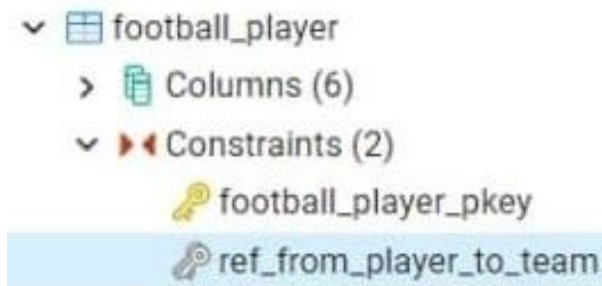 football_player
Columns (6)
Constraints (2)
football_player_pkey
ref_from_player_to_team